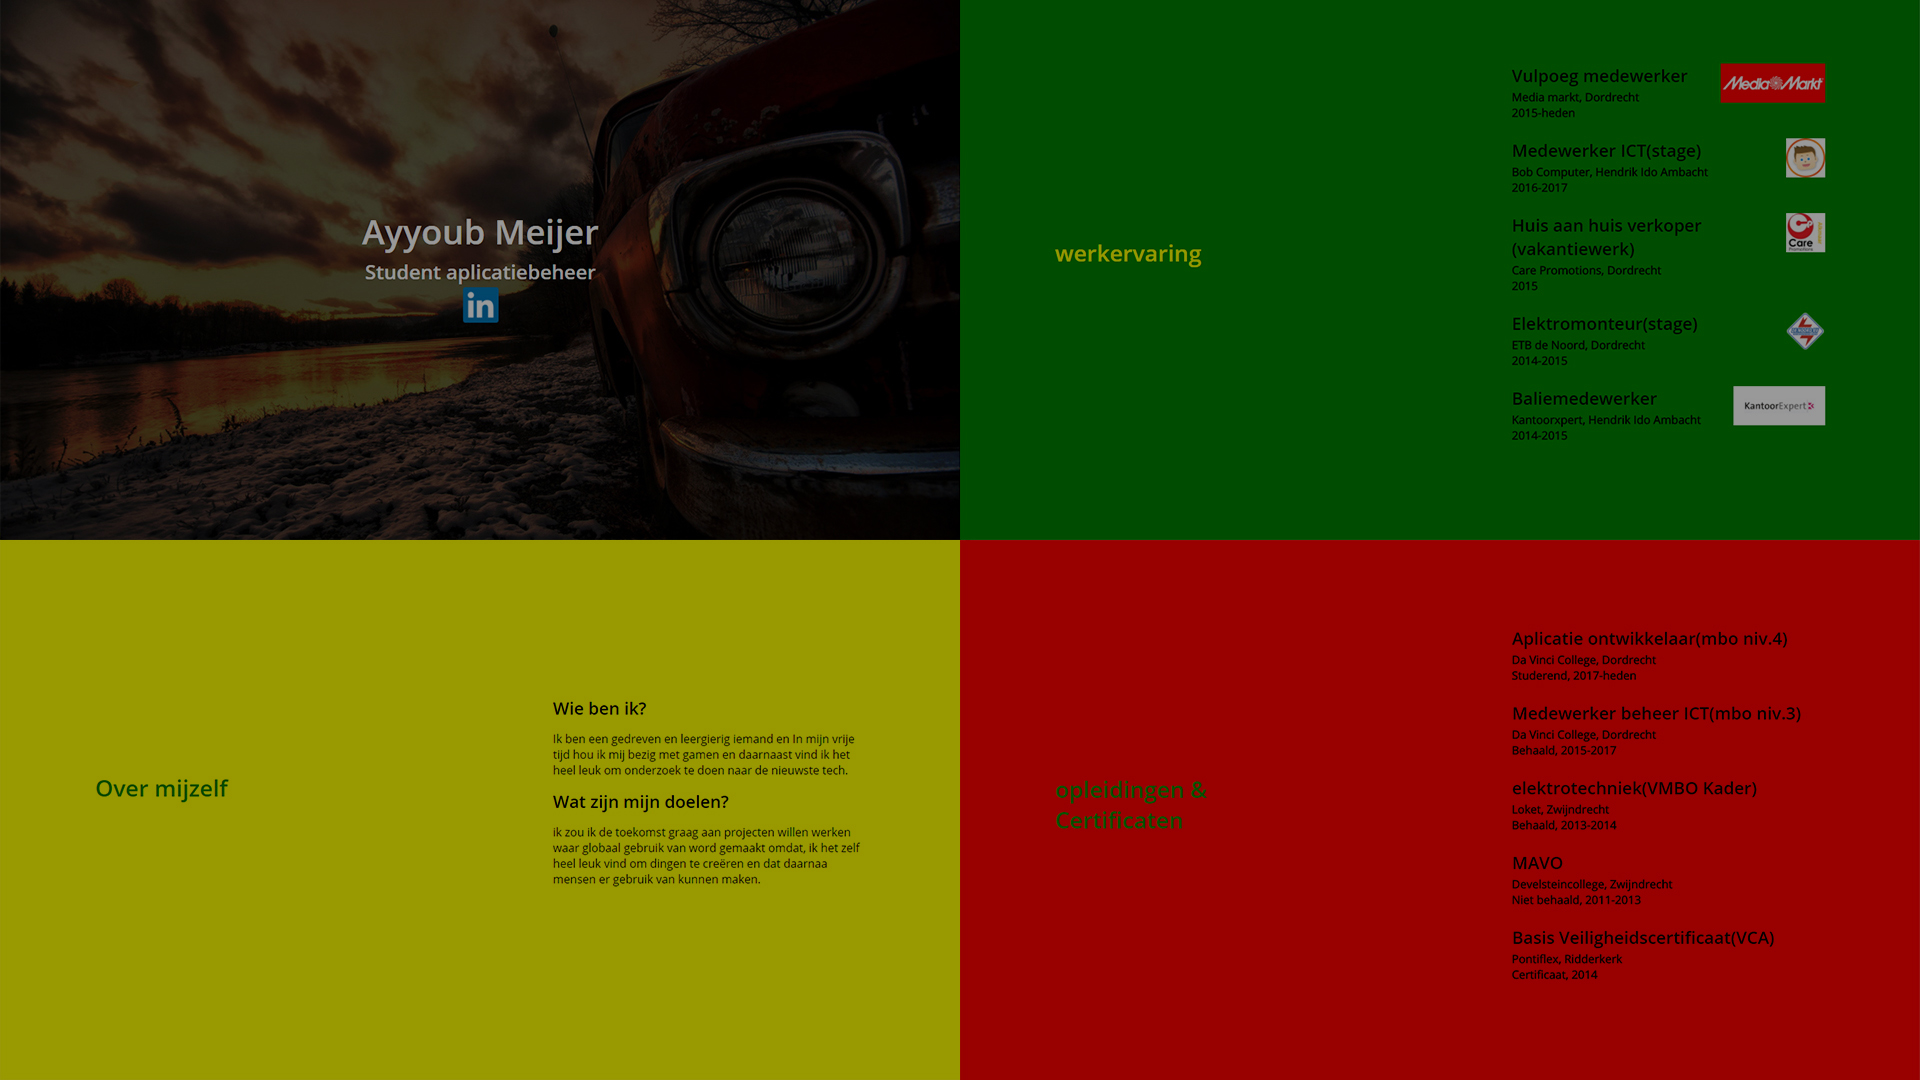 Ayyoub Meijer
Student aplicatiebeheer
in
werkervaring
Vulpoeg medewerker
Media markt, Dordrecht
2015-heden
Media Markt
Medewerker ICT(stage)
Bob Computer, Hendrik Ido Ambacht
2016-2017
Huis aan huis verkoper
(vakantiewerk)
Care Promotions, Dordrecht
2015
Care
Elektromonteur(stage)
ETB de Noord, Dordrecht
2014-2015
Baliemedewerker
Kantoorxpert, Hendrik Ido Ambacht
2014-2015
KantoorExpert
Over mijzelf
Wie ben ik?
Ik ben een gedreven en leergierig iemand en In mijn vrije
tijd hou ik mij bezig met gamen en daarnaast vind ik het
heel leuk om onderzoek te doen naar de nieuwste tech.
Wat zijn mijn doelen?
ik zou ik de toekomst graag aan projecten willen werken
waar globaal gebruik van word gemaakt omdat, ik het zelf
heel leuk vind om dingen te creëren en dat daarnaa
mensen er gebruik van kunnen maken.
opleidingen &
Certificaten
Aplicatie ontwikkelaar(mbo niv.4)
Da Vinci College, Dordrecht
Studerend, 2017-heden
Medewerker beheer ICT(mbo niv.3)
Da Vinci College, Dordrecht
Behaald, 2015-2017
elektrotechniek(VMBO Kader)
Loket, Zwijndrecht
Behaald, 2013-2014
MAVO
Develsteincollege, Zwijndrecht
Niet behaald, 2011-2013
Basis Veiligheidscertificaat(VCA)
Pontiflex, Ridderkerk
Certificaat, 2014